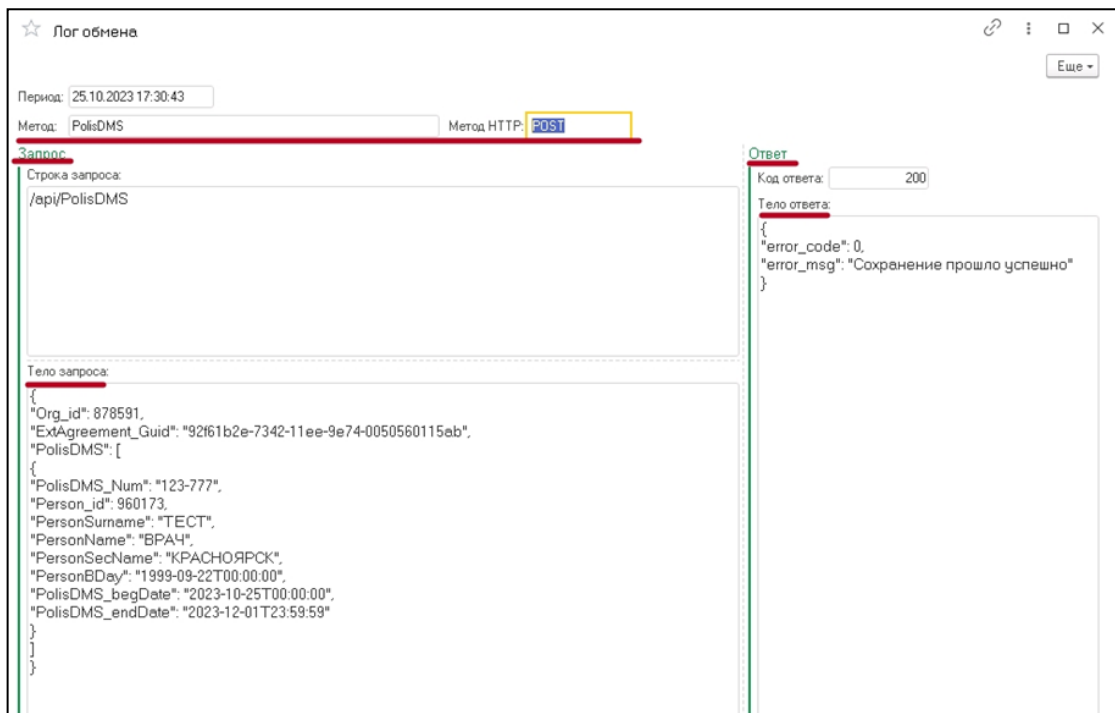 Лог обмена
Еще
Период: 25.10.2023 17:30:43
Метод: PolisDMS Метод HTTP: POST
Запрос
Строка запроса:
/api/PolisDMS
Тело запроса:
{
"Org_id": 878591,
"ExtAgreement_Guid": "92f61b2e-7342-11ee-9e74-0050560115ab",
"PolisDMS": [
{
"PolisDMS_Num": "123-777",
"Person_id": 960173,
"PersonSurname": "ТЕСТ",
"PersonName": "ВРАЧ",
"PersonSecName": "КРАСНОЯРСК",
"PersonBDay": "1999-09-22T00:00:00",
"PolisDMS_begDate": "2023-10-25T00:00:00",
"PolisDMS_endDate": "2023-12-01T23:59:59"
}
]
}
Ответ
Код ответа: 200
Тело ответа:
{
"error_code": 0,
"error_msg": "Сохранение прошло успешно"
}